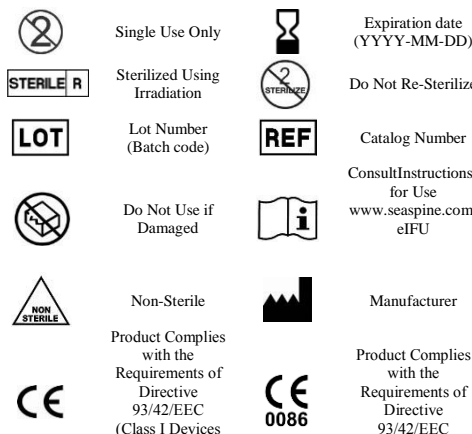 2
Single Use Only
Expiration date
(YYYY-MM-DD)
STERILE R
Sterilized Using
Irradiation
2
STERILIZE
Do Not Re-Sterilize
LOT
Lot Number
(Batch code)
REF
Catalog Number
Do Not Use if
Damaged
i
ConsultInstructions
for Use
www.seaspine.com
eIFU
NON
STERILE
Non-Sterile
Manufacturer
CE
Product Complies
with the
Requirements of
Directive
93/42/EEC
(Class I Devices
CE
0086
Product Complies
with the
Requirements of
Directive
93/42/EEC